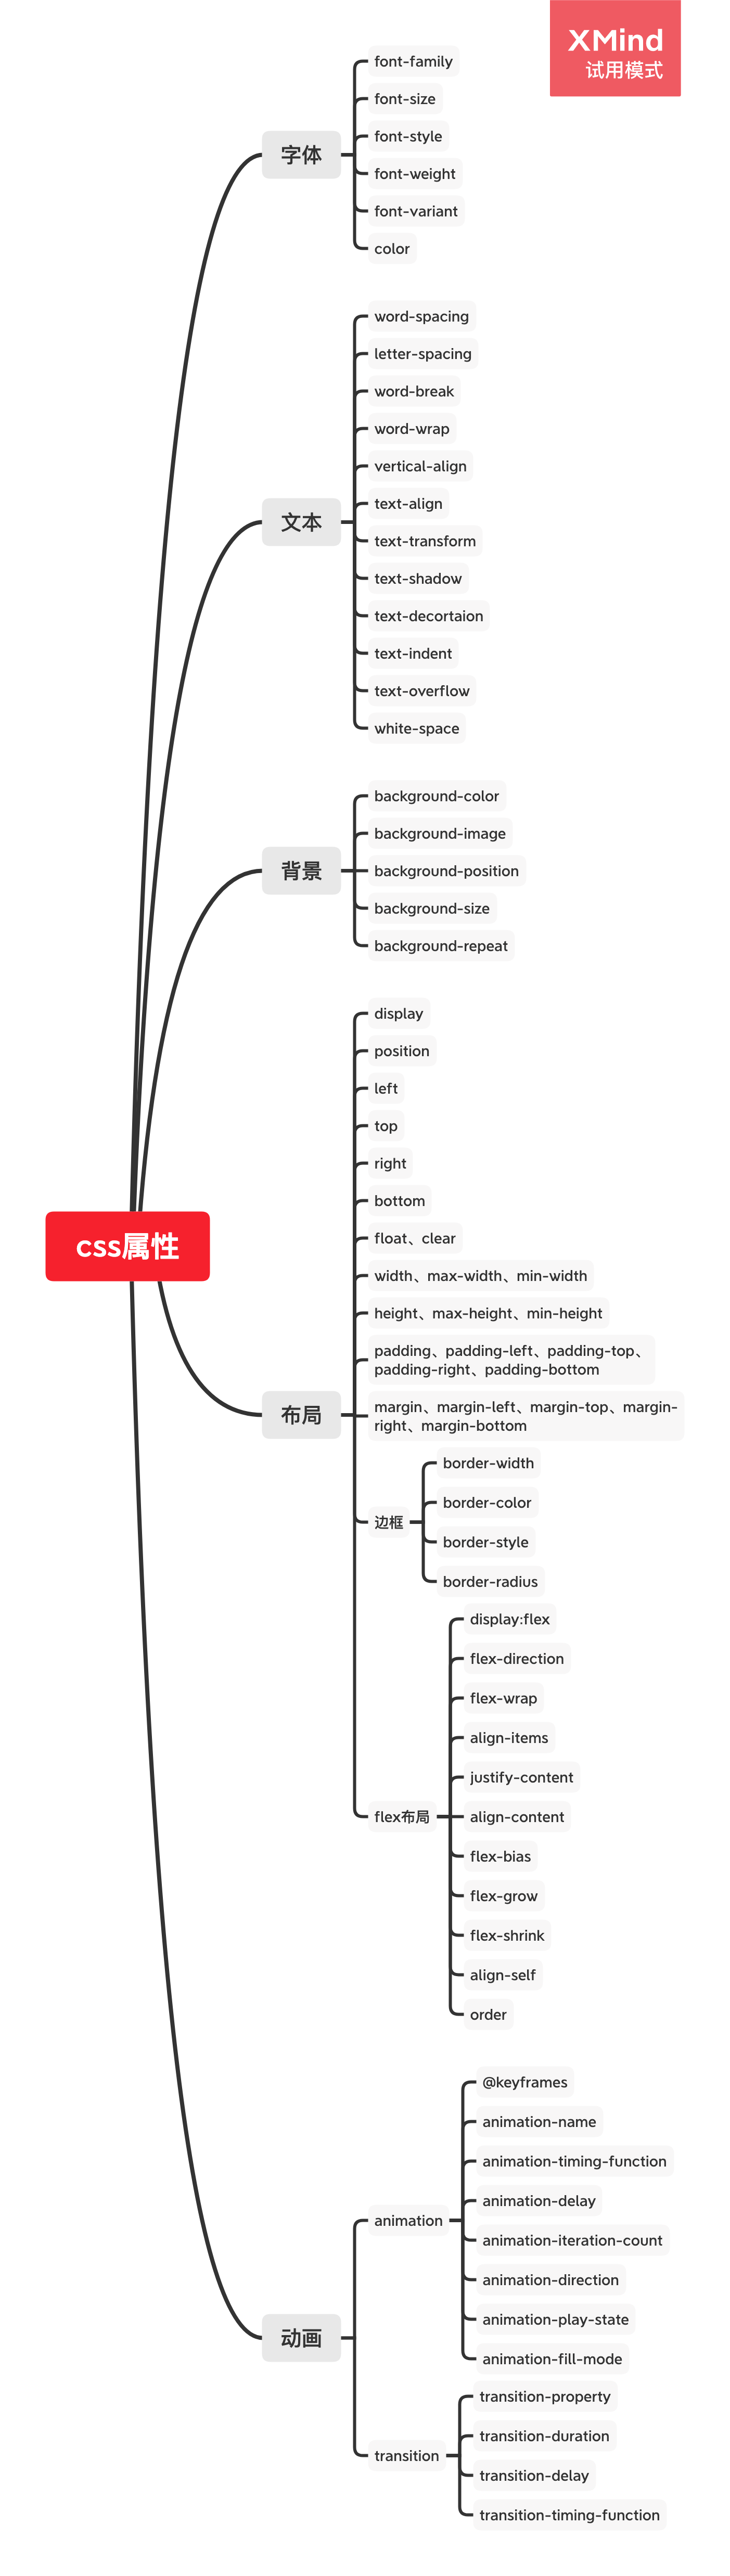 XMind
试用模式
css属性
字体
font-family
font-size
font-style
font-weight
font-variant
color
文本
word-spacing
letter-spacing
word-break
word-wrap
vertical-align
text-align
text-transform
text-shadow
text-decortaion
text-indent
text-overflow
white-space
背景
background-color
background-image
background-position
background-size
background-repeat
布局
display
position
left
top
right
bottom
float、clear
width、max-width、min-width
height、max-height、min-height
padding、padding-left、padding-top、
padding-right、padding-bottom
margin、margin-left、margin-top、margin-
right、margin-bottom
边框
border-width
border-color
border-style
border-radius
flex布局
display:flex
flex-direction
flex-wrap
align-items
justify-content
align-content
flex-bias
flex-grow
flex-shrink
align-self
order
动画
animation
@keyframes
animation-name
animation-timing-function
animation-delay
animation-iteration-count
animation-direction
animation-play-state
animation-fill-mode
transition
transition-property
transition-duration
transition-delay
transition-timing-function